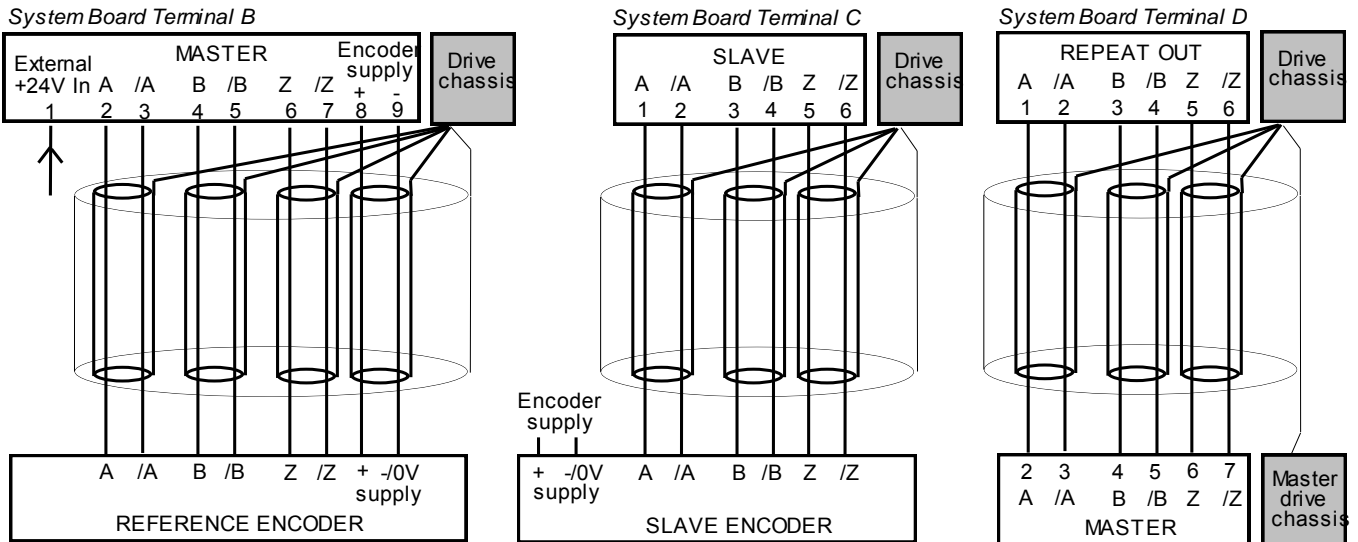 System Board Terminal B
MASTER
External
+24V In
Encoder
supply
A /A B /B Z /Z + -
1 2 3 4 5 6 7 8 9
Drive
chassis
A /A B /B Z /Z + -/0V
supply
REFERENCE ENCODER
System Board Terminal C
SLAVE
A /A B /B Z /Z
1 2 3 4 5 6
Drive
chassis
Encoder
supply
+ -/0V
supply
A /A B /B Z /Z
SLAVE ENCODER
System Board Terminal D
REPEAT OUT
A /A B /B Z /Z
1 2 3 4 5 6
Drive
chassis
2 3 4 5 6 7
A /A B /B Z /Z
MASTER
Master
drive
chassis